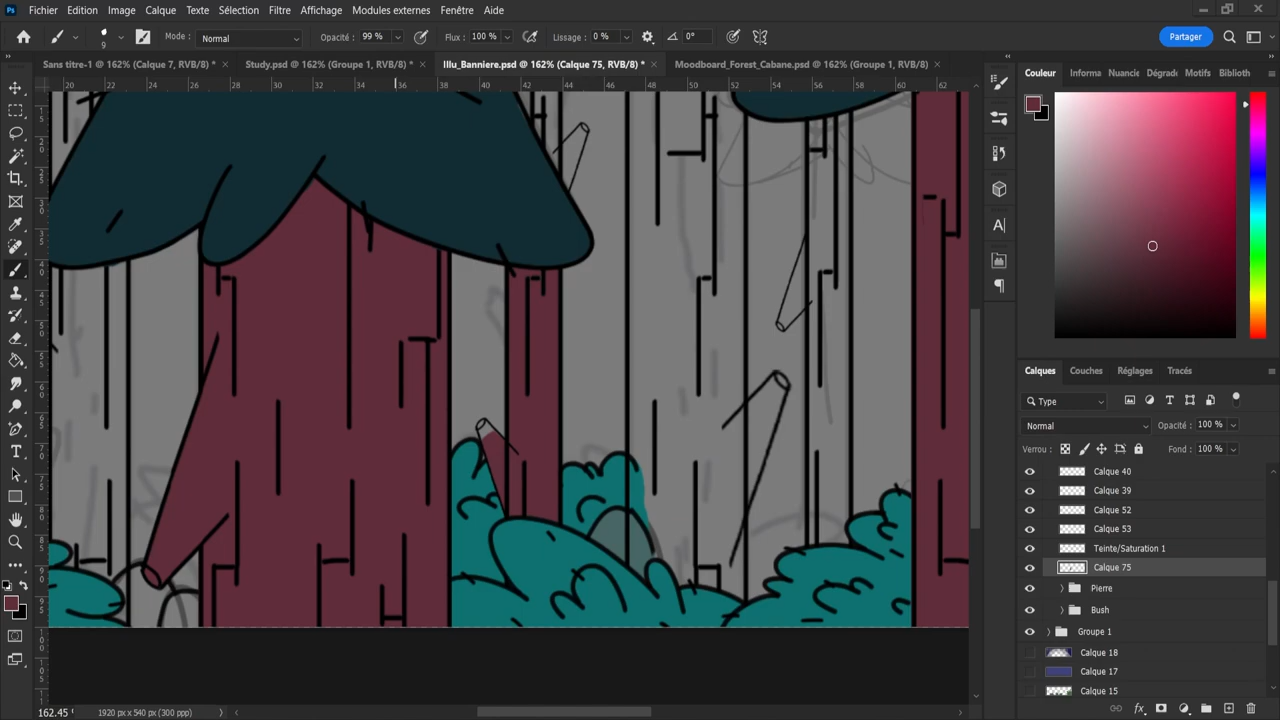 Ps Fichier Edition Image Calque Texte Sélection Filtre Affichage Modules externes Fenêtre Aide
9 Mode : Normal Opacité : 99 % Flux : 100 % Lissage : 0 % 0° Partager
Sans titre-1 @ 162% (Calque 7, RVB/8) * Study.psd @ 162% (Groupe 1, RVB/8) * Illu_Banniere.psd @ 162% (Calque 75, RVB/8) * Moodboard_Forest_Cabane.psd @ 162% (Groupe 1, RVB/8)
Couleur Informa Nuancie Dégradé Motifs Biblioth
20 22 24 26 28 30 32 34 36 38 40 42 44 46 48 50 52 54 56 58 60 62
Calques Couches Réglages Tracés
Type
Normal Opacité : 100 %
Verrou : Fond : 100 %
Calque 40
Calque 39
Calque 52
Calque 53
Teinte/Saturation 1
Calque 75
Pierre
Bush
Groupe 1
Calque 18
Calque 17
Calque 15
162.45 % 1920 px x 540 px (300 ppp)